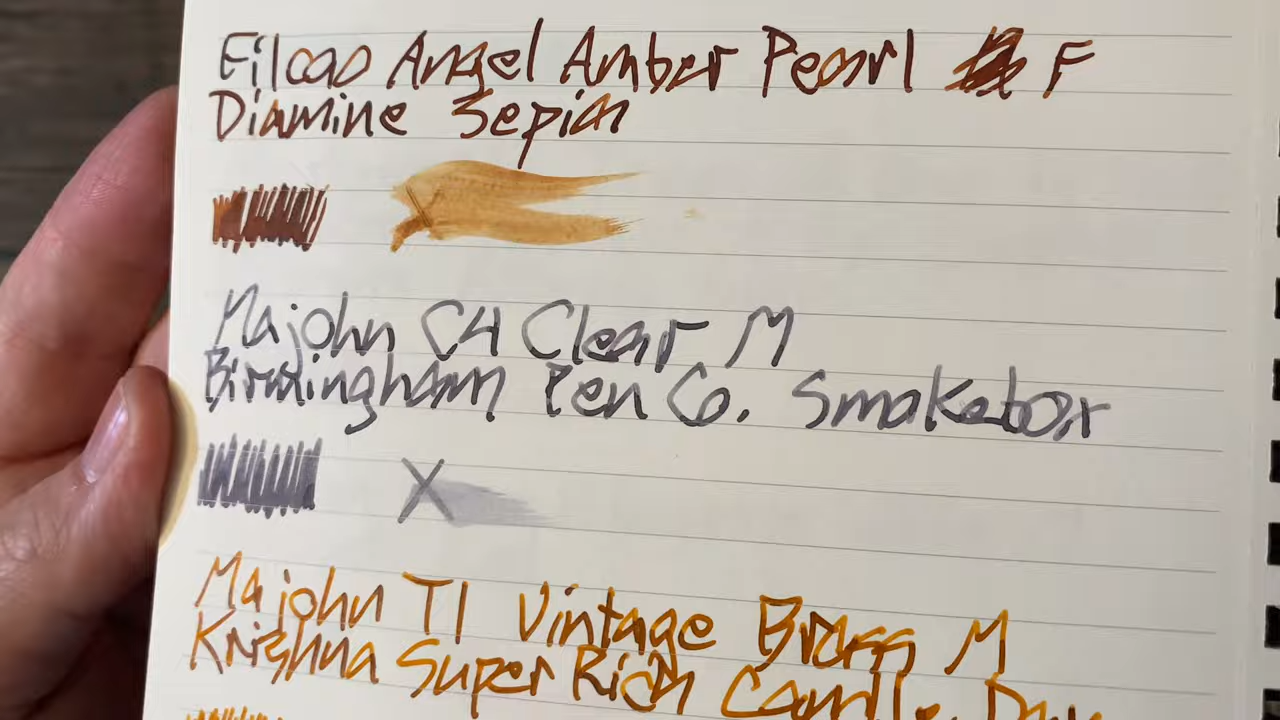 Filcao Angel Amber Pearl F
Diamine Sepia
Majohn C4 Clear M
Birmingham Pen Co. Smokebox
X
Majohn T1 Vintage Brass M
Krishna Super Rich Candle